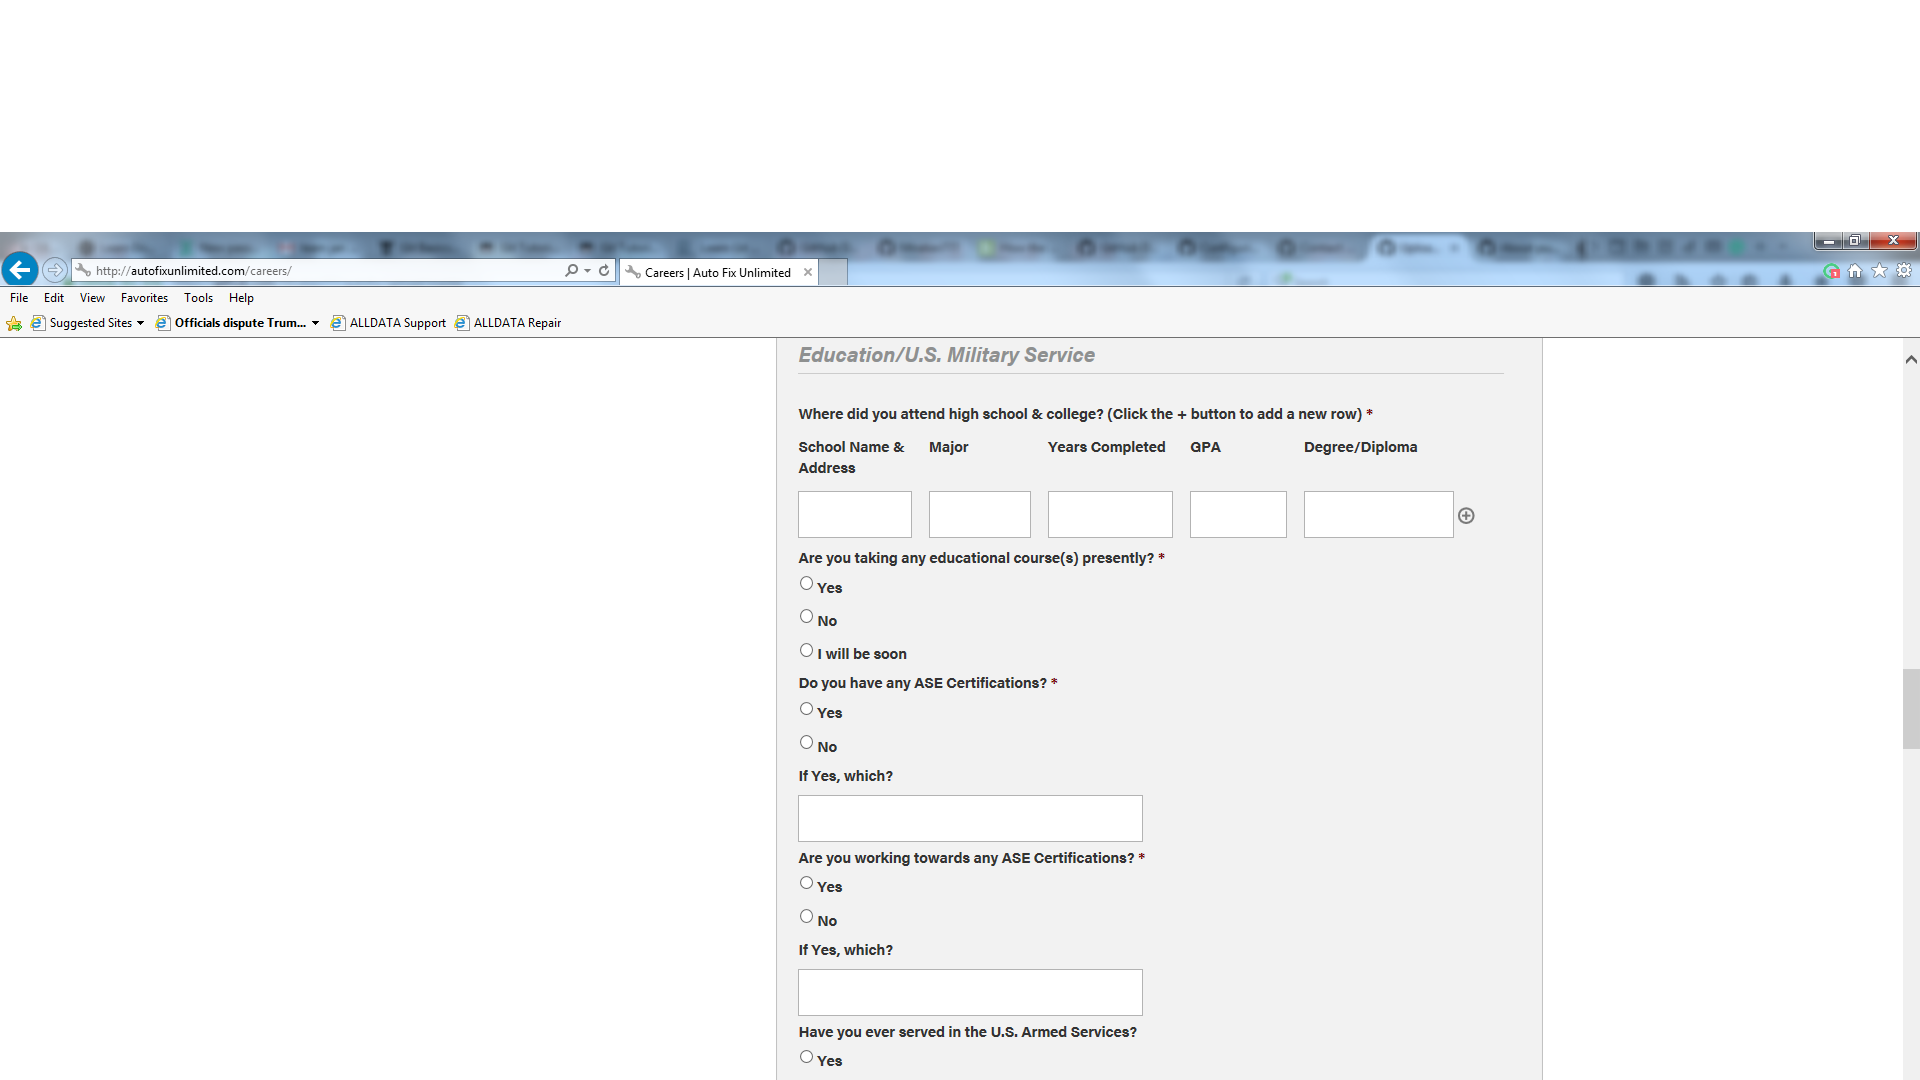 http://autofixunlimited.com/careers/
Careers | Auto Fix Unlimited
File Edit View Favorites Tools Help
Suggested Sites Officials dispute Trum... ALLDATA Support ALLDATA Repair
Education/U.S. Military Service
Where did you attend high school & college? (Click the + button to add a new row) *
School Name & Address Major Years Completed GPA Degree/Diploma
Are you taking any educational course(s) presently? *
Yes
No
I will be soon
Do you have any ASE Certifications? *
Yes
No
If Yes, which?
Are you working towards any ASE Certifications? *
Yes
No
If Yes, which?
Have you ever served in the U.S. Armed Services?
Yes